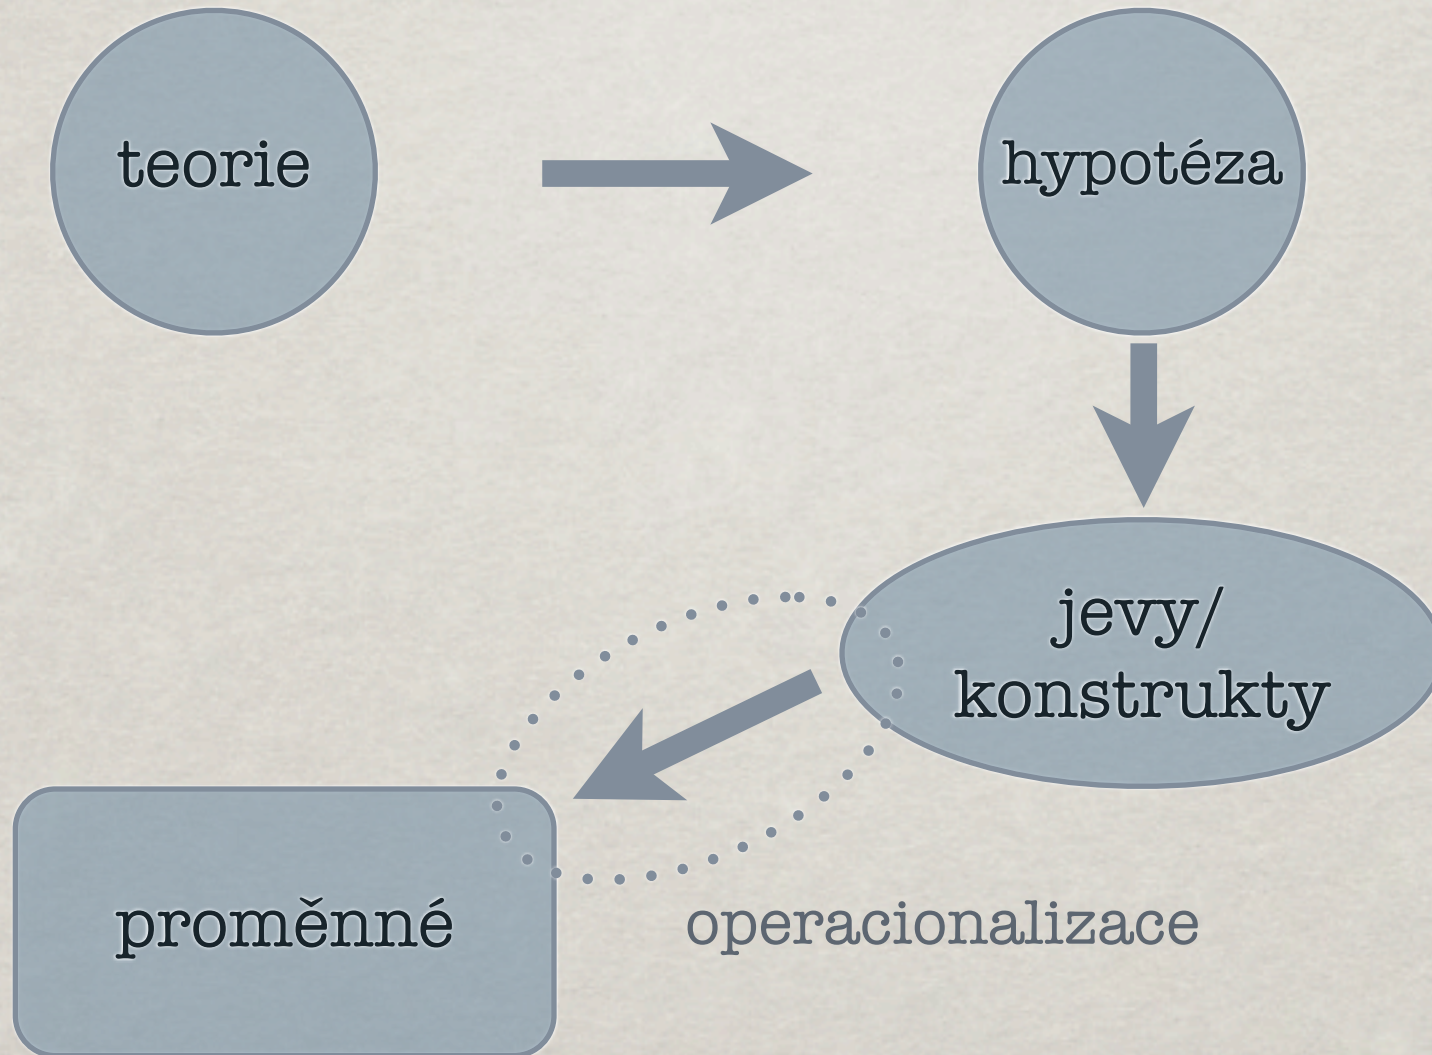 teorie
hypotéza
jevy/
konstrukty
proměnné
operacionalizace